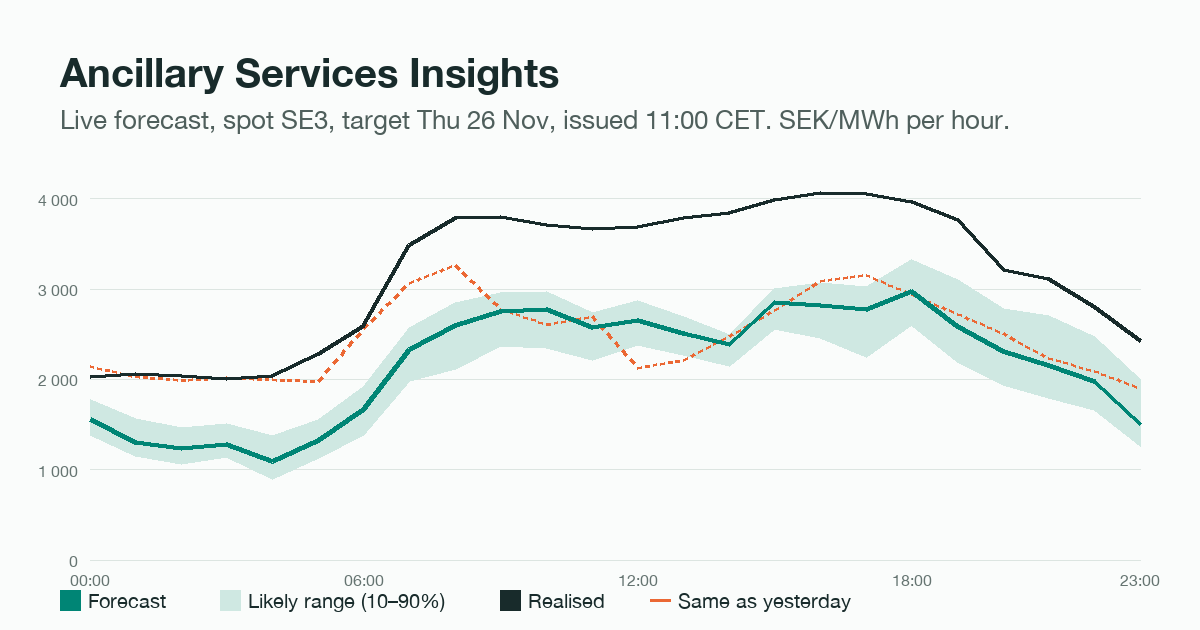 Ancillary Services Insights
Live forecast, spot SE3, target Thu 26 Nov, issued 11:00 CET. SEK/MWh per hour.
4 000
3 000
2 000
1 000
0
00:00 06:00 12:00 18:00 23:00
Forecast Likely range (10–90%) Realised Same as yesterday